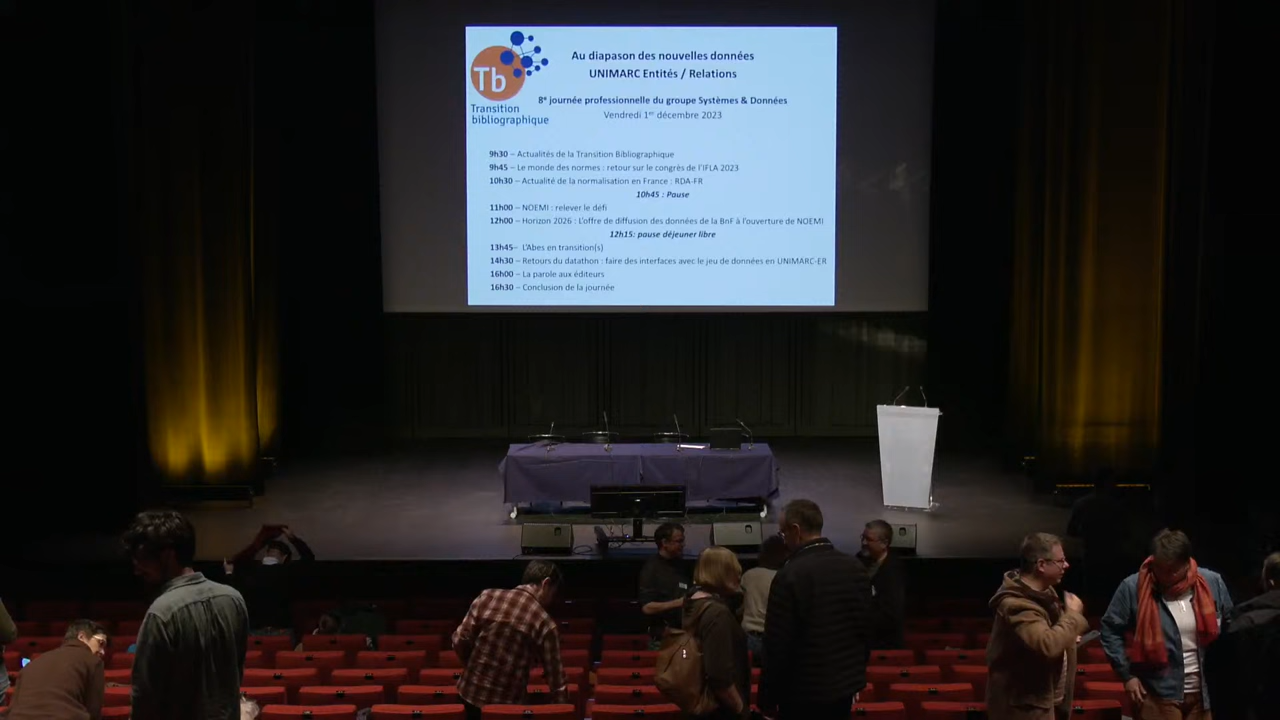 Au diapason des nouvelles données
UNIMARC Entités / Relations
Tb
Transition
bibliographique
8e journée professionnelle du groupe Systèmes & Données
Vendredi 1er décembre 2023
9h30 – Actualités de la Transition Bibliographique
9h45 – Le monde des normes : retour sur le congrès de l'IFLA 2023
10h30 – Actualité de la normalisation en France : RDA-FR
10h45 : Pause
11h00 – NOEMI : relever le défi
12h00 – Horizon 2026 : L'offre de diffusion des données de la BnF à l'ouverture de NOEMI
12h15: pause déjeuner libre
13h45– L'Abes en transition(s)
14h30 – Retours du datathon : faire des interfaces avec le jeu de données en UNIMARC-ER
16h00 – La parole aux éditeurs
16h30 – Conclusion de la journée